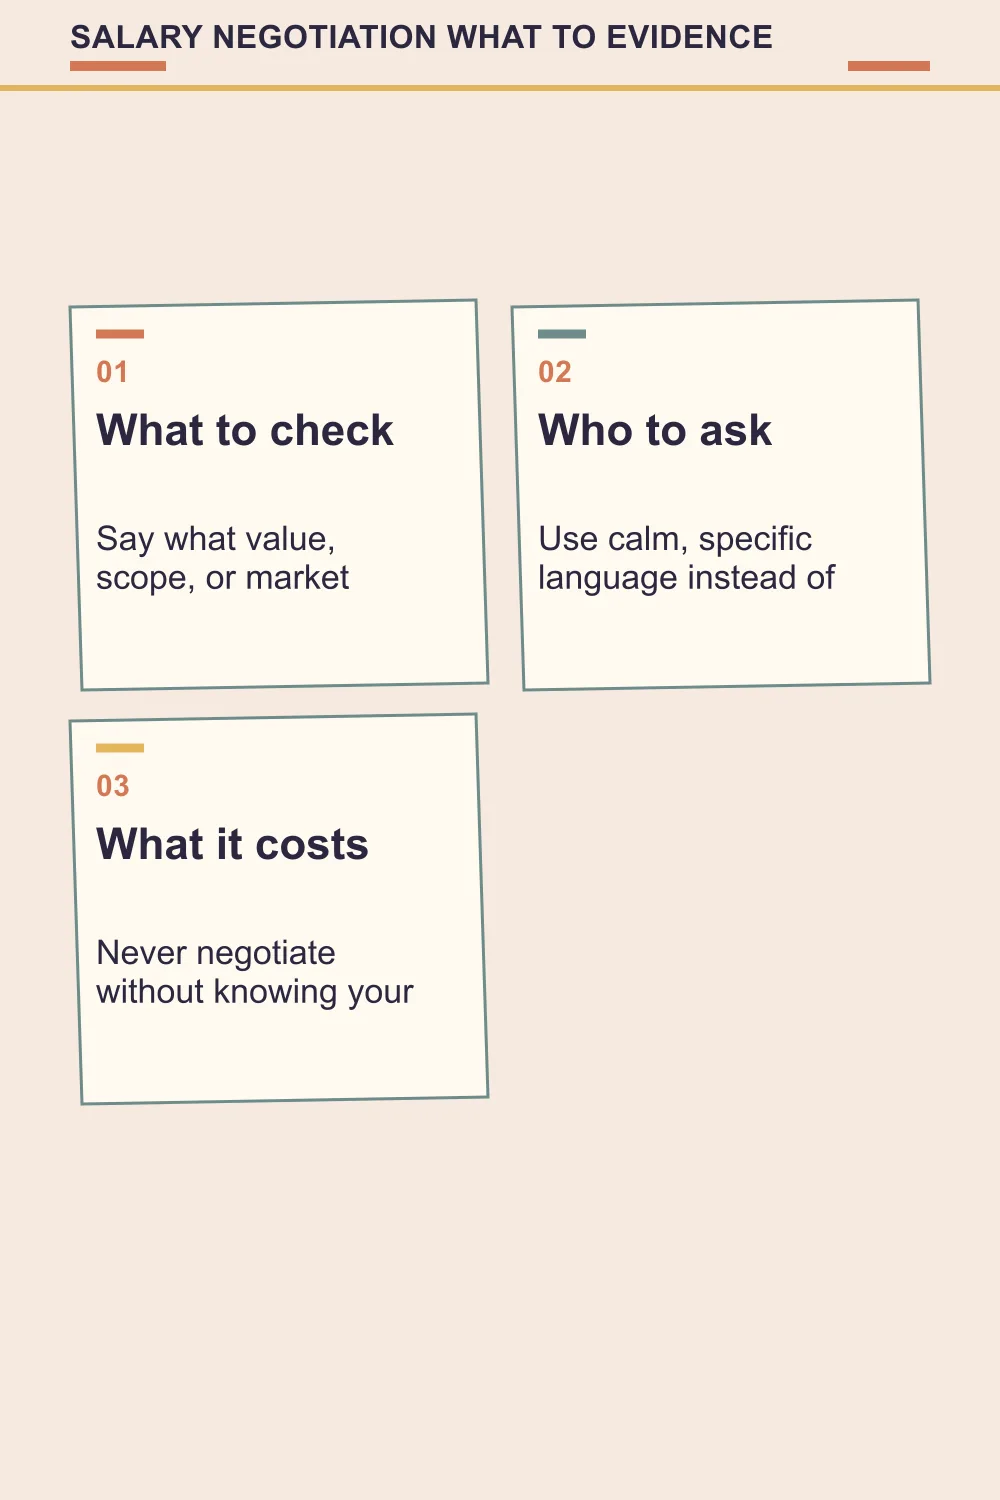 SALARY NEGOTIATION WHAT TO EVIDENCE
01
What to check
Say what value,
scope, or market
02
Who to ask
Use calm, specific
language instead of
03
What it costs
Never negotiate
without knowing your